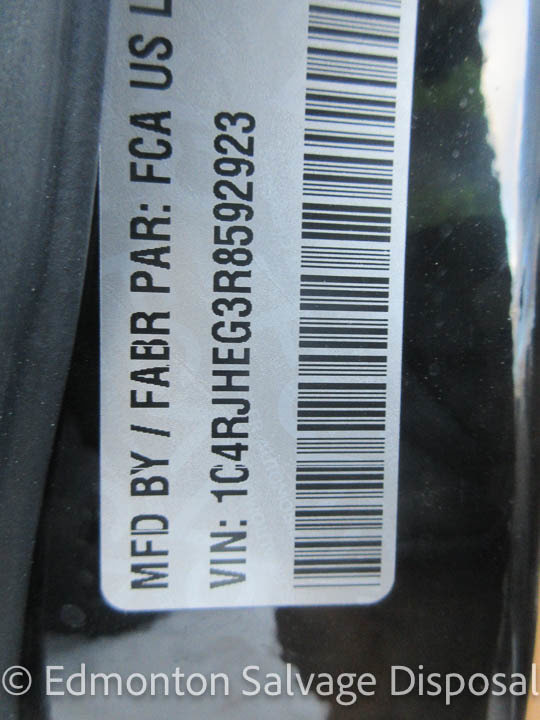 MFD BY / FABR PAR: FCA US L
VIN: 1C4RJHEG3R8592923
© Edmonton Salvage Disposal